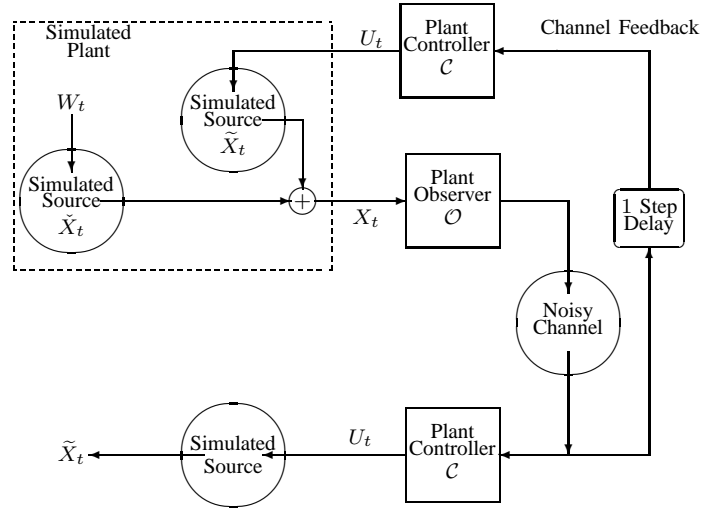 Simulated
Plant
U_t
Plant
Controller
𝒞
Channel Feedback
W_t
Simulated
Source
X̃_t
Simulated
Source
X̌_t
+
X_t
Plant
Observer
𝒪
1 Step
Delay
Noisy
Channel
X̃_t
Simulated
Source
U_t
Plant
Controller
𝒞